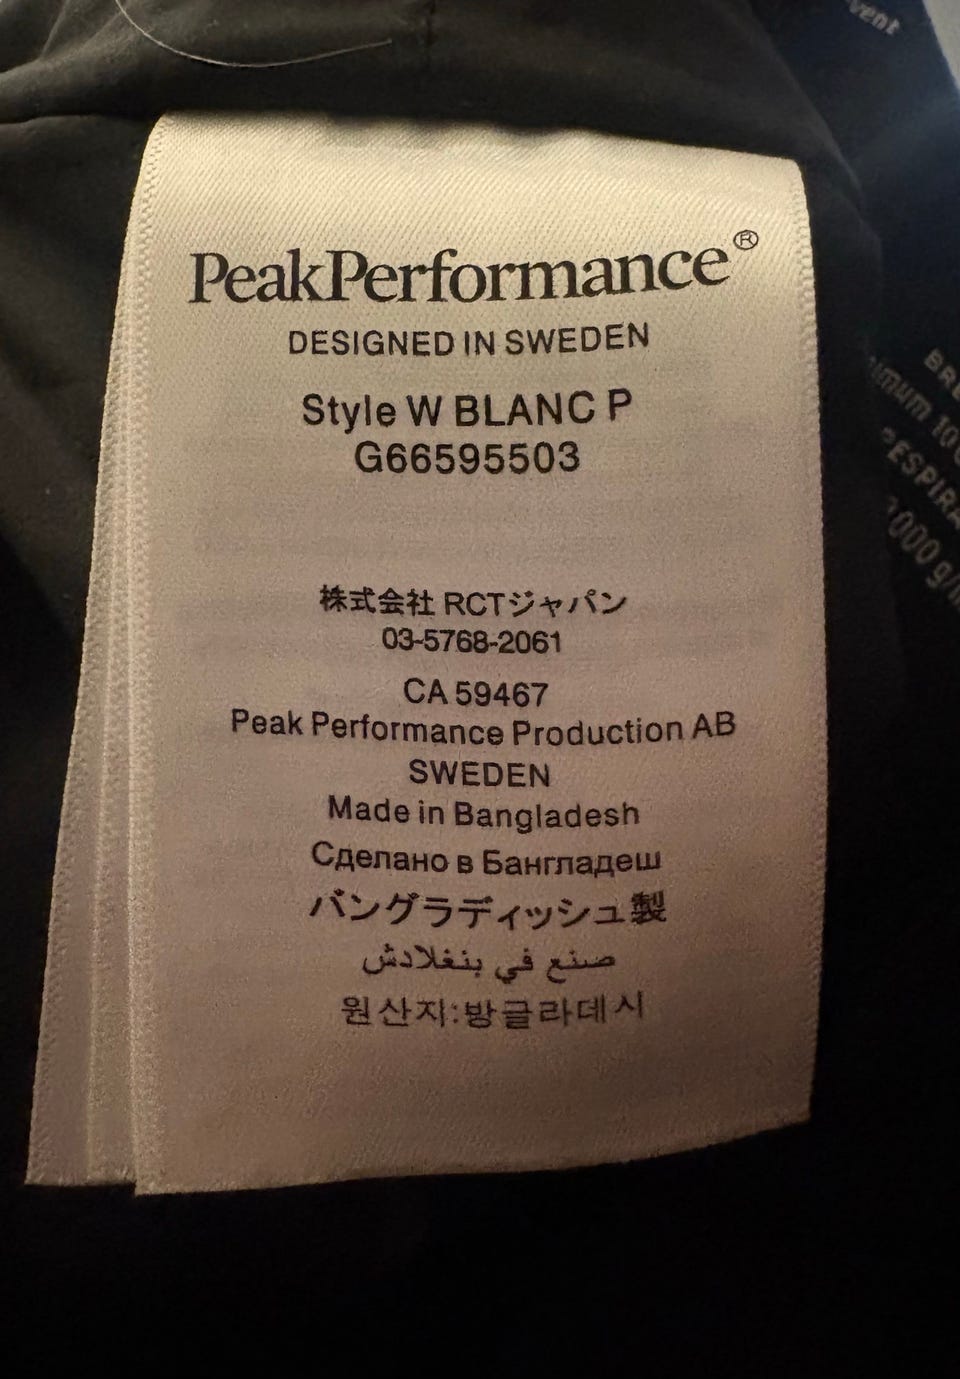 PeakPerformance®
DESIGNED IN SWEDEN
Style W BLANC P
G66595503
株式会社 RCTジャパン
03-5768-2061
CA 59467
Peak Performance Production AB
SWEDEN
Made in Bangladesh
Сделано в Бангладеш
バングラディッシュ製
صنع في بنغلادش
원산지:방글라데시